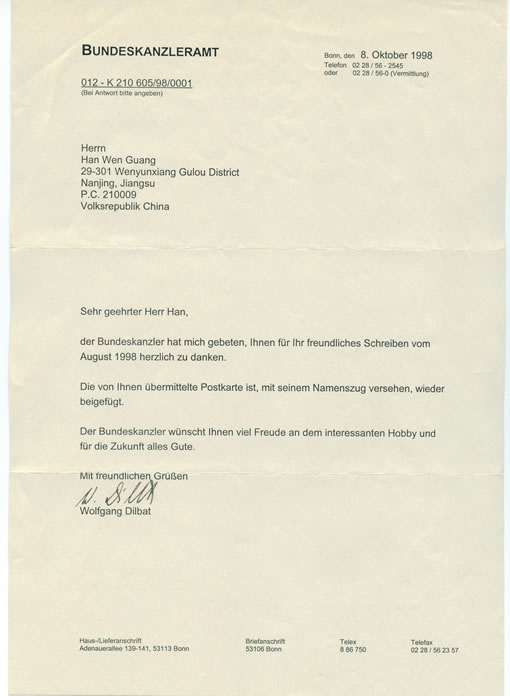 BUNDESKANZLERAMT
Bonn, den 8. Oktober 1998
Telefon 02 28 / 56 - 2545
oder 02 28 / 56-0 (Vermittlung)
012 - K 210 605/98/0001
(Bei Antwort bitte angeben)
Herrn
Han Wen Guang
29-301 Wenyunxiang Gulou District
Nanjing, Jiangsu
P.C. 210009
Volksrepublik China
Sehr geehrter Herr Han,
der Bundeskanzler hat mich gebeten, Ihnen für Ihr freundliches Schreiben vom
August 1998 herzlich zu danken.
Die von Ihnen übermittelte Postkarte ist, mit seinem Namenszug versehen, wieder
beigefügt.
Der Bundeskanzler wünscht Ihnen viel Freude an dem interessanten Hobby und
für die Zukunft alles Gute.
Mit freundlichen Grüßen
W. Dilbat
Wolfgang Dilbat
Haus-/Lieferanschrift Briefanschrift Telex Telefax
Adenauerallee 139-141, 53113 Bonn 53106 Bonn 8 86 750 02 28 / 56 23 57